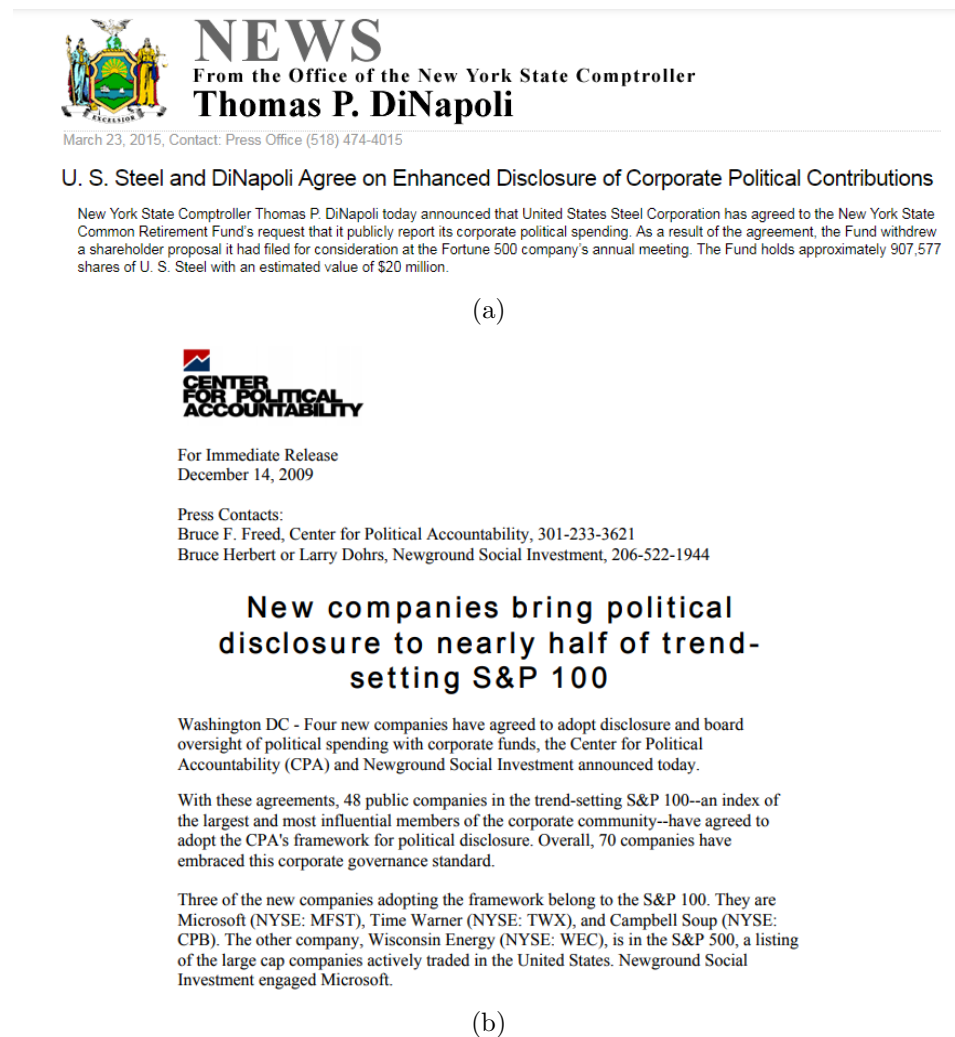 NEWS
From the Office of the New York State Comptroller
Thomas P. DiNapoli
EXCELSIOR
March 23, 2015, Contact: Press Office (518) 474-4015
U. S. Steel and DiNapoli Agree on Enhanced Disclosure of Corporate Political Contributions
New York State Comptroller Thomas P. DiNapoli today announced that United States Steel Corporation has agreed to the New York State
Common Retirement Fund's request that it publicly report its corporate political spending. As a result of the agreement, the Fund withdrew
a shareholder proposal it had filed for consideration at the Fortune 500 company's annual meeting. The Fund holds approximately 907,577
shares of U. S. Steel with an estimated value of $20 million.
(a)
CENTER
FOR POLITICAL
ACCOUNTABILITY
For Immediate Release
December 14, 2009
Press Contacts:
Bruce F. Freed, Center for Political Accountability, 301-233-3621
Bruce Herbert or Larry Dohrs, Newground Social Investment, 206-522-1944
New companies bring political
disclosure to nearly half of trend-
setting S&P 100
Washington DC - Four new companies have agreed to adopt disclosure and board
oversight of political spending with corporate funds, the Center for Political
Accountability (CPA) and Newground Social Investment announced today.
With these agreements, 48 public companies in the trend-setting S&P 100--an index of
the largest and most influential members of the corporate community--have agreed to
adopt the CPA's framework for political disclosure. Overall, 70 companies have
embraced this corporate governance standard.
Three of the new companies adopting the framework belong to the S&P 100. They are
Microsoft (NYSE: MFST), Time Warner (NYSE: TWX), and Campbell Soup (NYSE:
CPB). The other company, Wisconsin Energy (NYSE: WEC), is in the S&P 500, a listing
of the large cap companies actively traded in the United States. Newground Social
Investment engaged Microsoft.
(b)